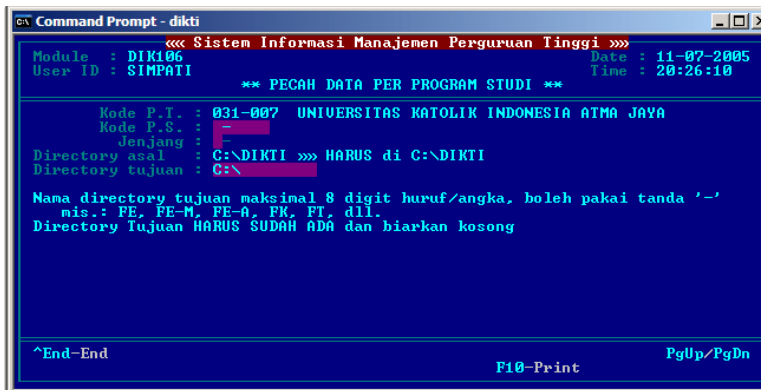 Command Prompt - dikti
««« Sistem Informasi Manajemen Perguruan Tinggi »»»
Module : DIK106 Date : 11-07-2005
User ID : SIMPATI Time : 20:26:10
** PECAH DATA PER PROGRAM STUDI **
Kode P.T. : 031-007 UNIVERSITAS KATOLIK INDONESIA ATMA JAYA
Kode P.S. : -
Jenjang : -
Directory asal : C:\DIKTI »»» HARUS di C:\DIKTI
Directory tujuan : C:\
Nama directory tujuan maksimal 8 digit huruf/angka, boleh pakai tanda '-'
mis.: FE, FE-M, FE-A, FK, FT, dll.
Directory Tujuan HARUS SUDAH ADA dan biarkan kosong
^End-End PgUp/PgDn
F10-Print